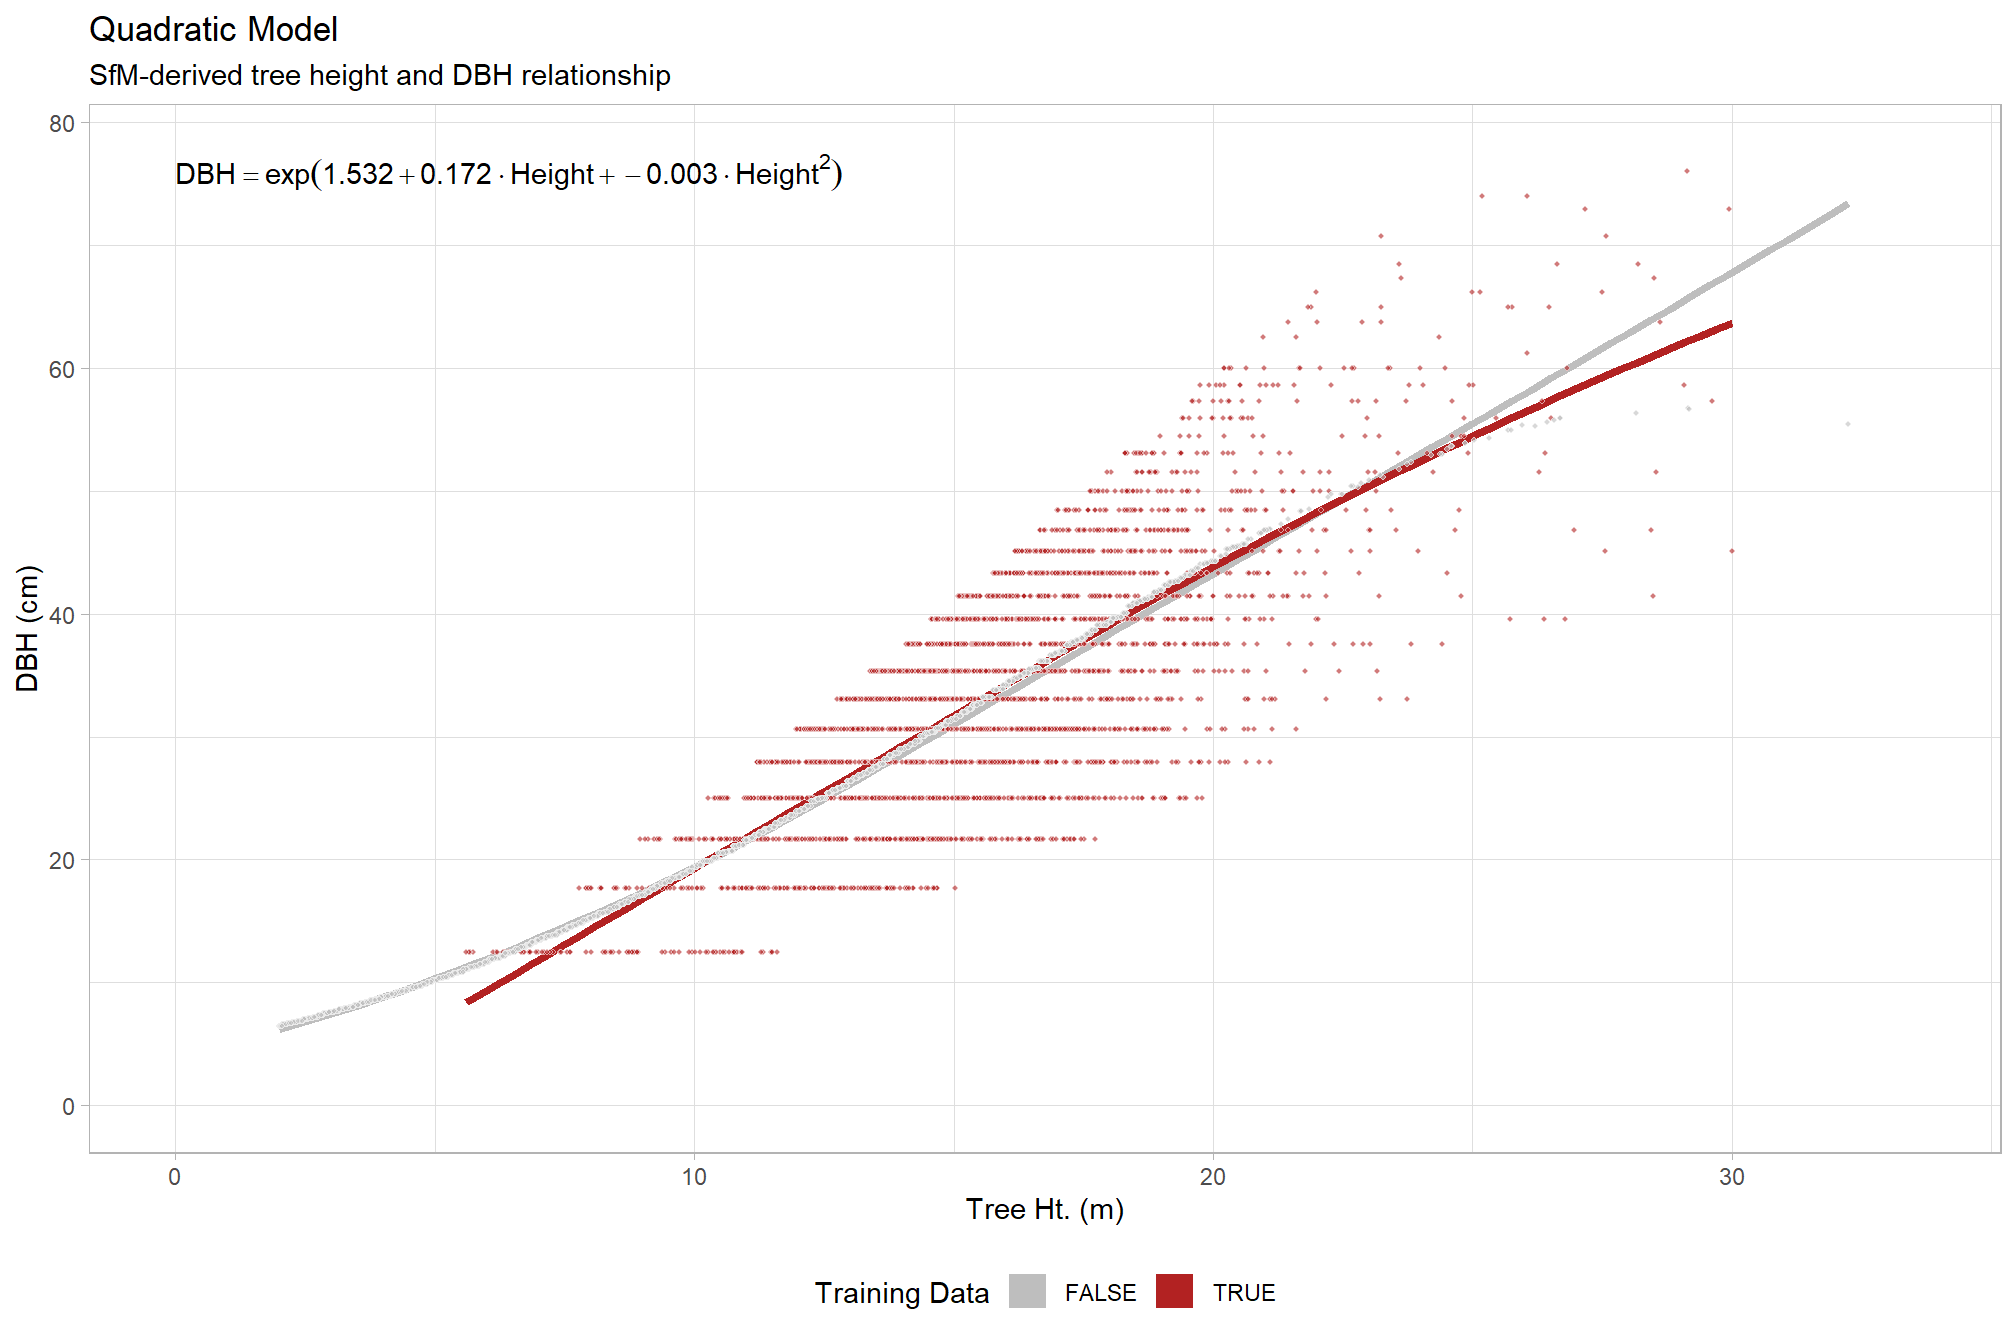 Quadratic Model
SfM-derived tree height and DBH relationship
80
DBH = exp(1.532 + 0.172 · Height + − 0.003 · Height²)
60
40
20
0
DBH (cm)
0 10 20 30
Tree Ht. (m)
Training Data FALSE TRUE